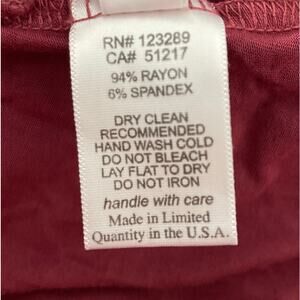 RN# 123289
CA# 51217
94% RAYON
6% SPANDEX
DRY CLEAN
RECOMMENDED
HAND WASH COLD
DO NOT BLEACH
LAY FLAT TO DRY
DO NOT IRON
handle with care
Made in Limited
Quantity in the U.S.A.